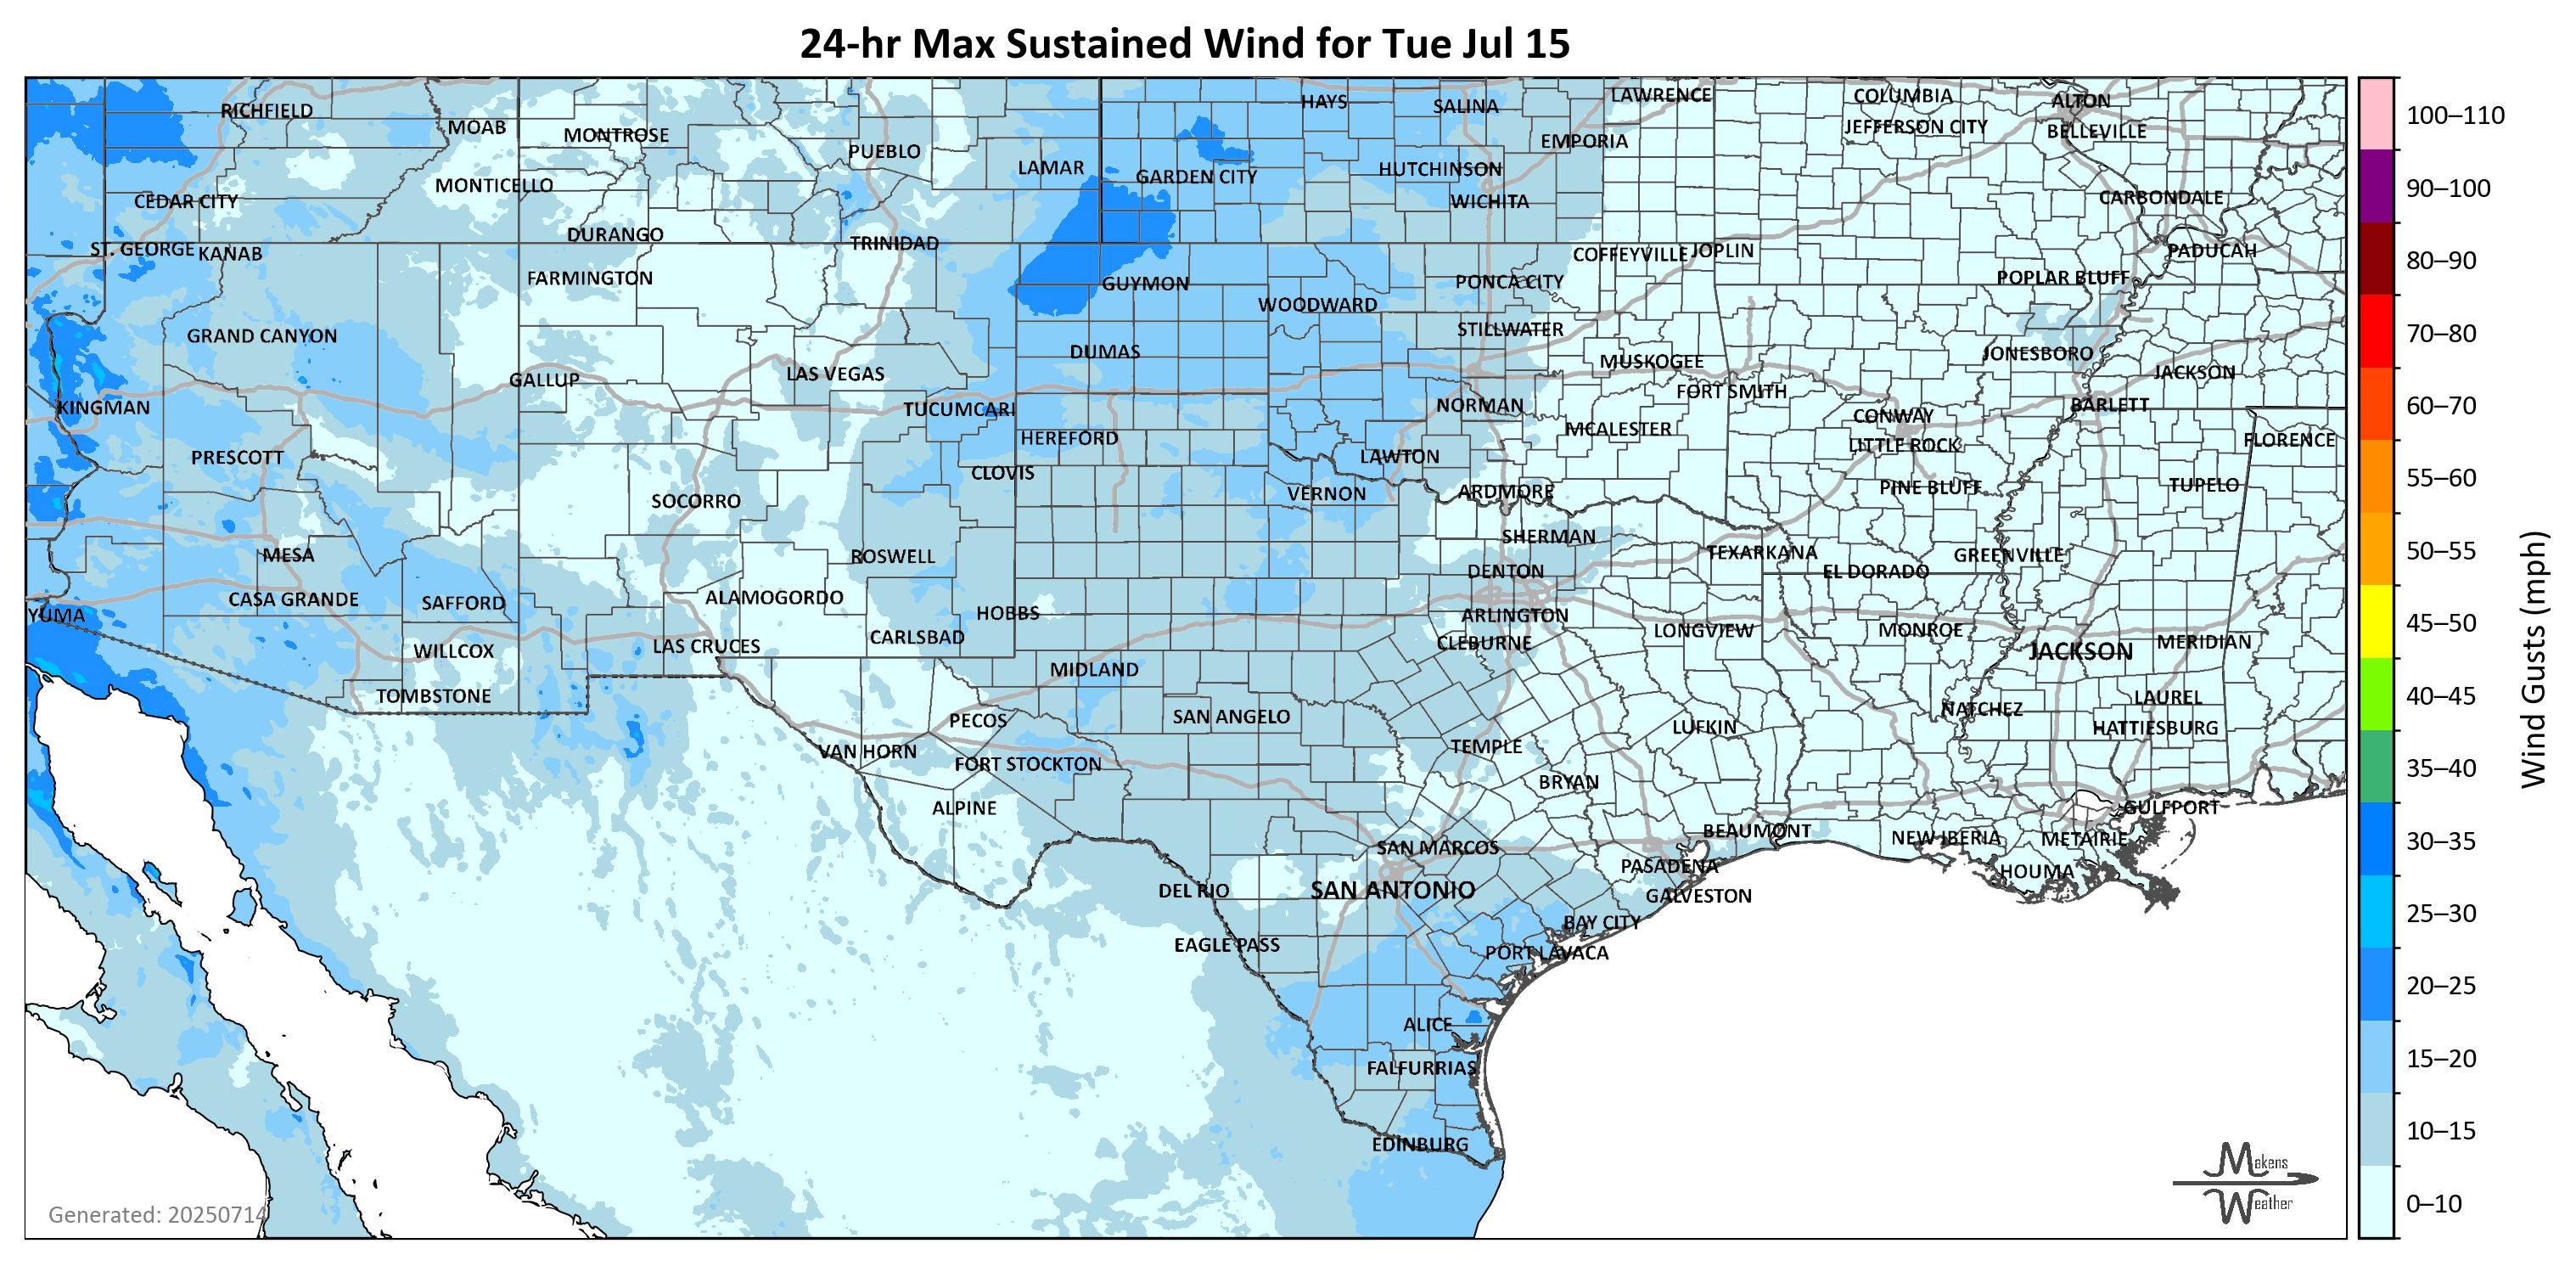 24-hr Max Sustained Wind for Tue Jul 15
RICHFIELD
MOAB
MONTROSE
PUEBLO
LAMAR
HAYS
SALINA
LAWRENCE
COLUMBIA
ALTON
JEFFERSON CITY
BELLEVILLE
EMPORIA
GARDEN CITY
HUTCHINSON
WICHITA
MONTICELLO
CEDAR CITY
CARBONDALE
ST. GEORGE
KANAB
DURANGO
TRINIDAD
COFFEYVILLE
JOPLIN
PADUCAH
FARMINGTON
GUYMON
PONCA CITY
POPLAR BLUFF
WOODWARD
GRAND CANYON
STILLWATER
DUMAS
JONESBORO
MUSKOGEE
GALLUP
LAS VEGAS
JACKSON
FORT SMITH
KINGMAN
TUCUMCARI
NORMAN
BARLETT
CONWAY
MCALESTER
HEREFORD
LITTLE ROCK
FLORENCE
PRESCOTT
CLOVIS
LAWTON
SOCORRO
VERNON
ARDMORE
PINE BLUFF
TUPELO
SHERMAN
MESA
ROSWELL
TEXARKANA
GREENVILLE
DENTON
EL DORADO
CASA GRANDE
SAFFORD
ALAMOGORDO
YUMA
HOBBS
ARLINGTON
LAS CRUCES
CARLSBAD
CLEBURNE
LONGVIEW
MONROE
JACKSON
MERIDIAN
WILLCOX
MIDLAND
TOMBSTONE
LAUREL
PECOS
SAN ANGELO
NATCHEZ
LUFKIN
HATTIESBURG
VAN HORN
TEMPLE
FORT STOCKTON
BRYAN
ALPINE
GULFPORT
BEAUMONT
NEW IBERIA
METAIRIE
SAN MARCOS
PASADENA
HOUMA
DEL RIO
SAN ANTONIO
GALVESTON
BAY CITY
EAGLE PASS
PORT LAVACA
ALICE
FALFURRIAS
EDINBURG
Generated: 20250714
Makens
Weather
100–110
90–100
80–90
70–80
60–70
55–60
50–55
45–50
40–45
35–40
30–35
25–30
20–25
15–20
10–15
0–10
Wind Gusts (mph)